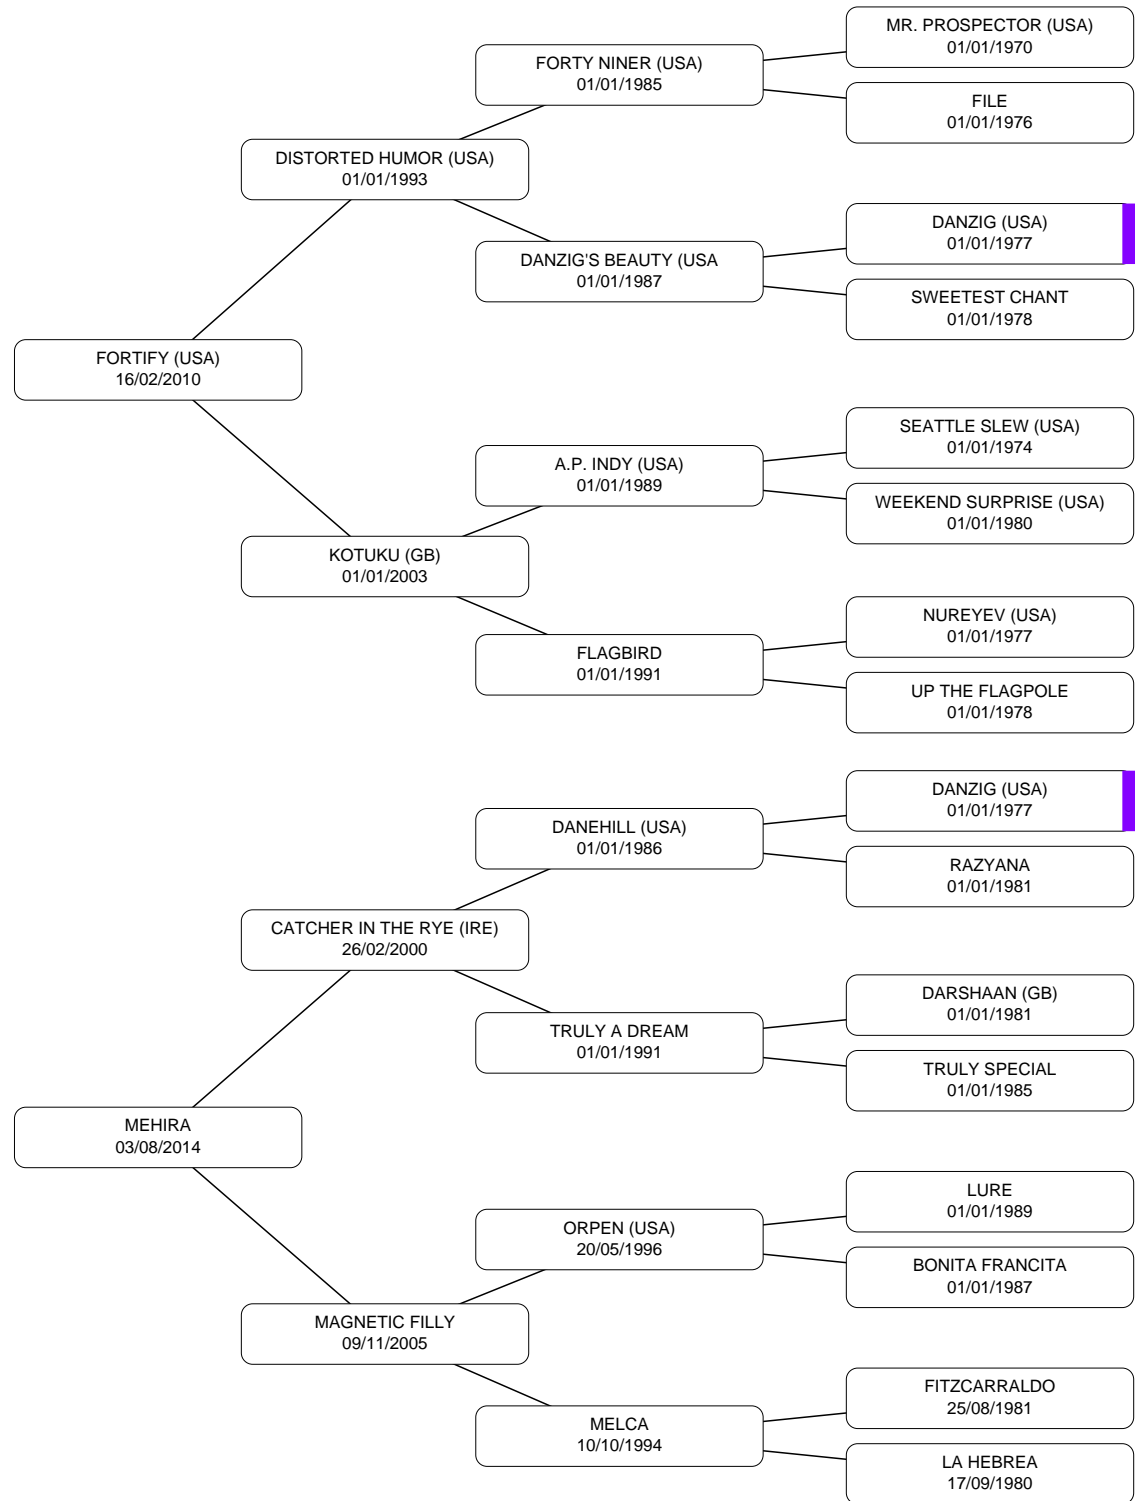 MR. PROSPECTOR (USA)
01/01/1970
FORTY NINER (USA)
01/01/1985
FILE
01/01/1976
DISTORTED HUMOR (USA)
01/01/1993
DANZIG (USA)
01/01/1977
DANZIG'S BEAUTY (USA
01/01/1987
SWEETEST CHANT
01/01/1978
FORTIFY (USA)
16/02/2010
SEATTLE SLEW (USA)
01/01/1974
A.P. INDY (USA)
01/01/1989
WEEKEND SURPRISE (USA)
01/01/1980
KOTUKU (GB)
01/01/2003
NUREYEV (USA)
01/01/1977
FLAGBIRD
01/01/1991
UP THE FLAGPOLE
01/01/1978
DANZIG (USA)
01/01/1977
DANEHILL (USA)
01/01/1986
RAZYANA
01/01/1981
CATCHER IN THE RYE (IRE)
26/02/2000
DARSHAAN (GB)
01/01/1981
TRULY A DREAM
01/01/1991
TRULY SPECIAL
01/01/1985
MEHIRA
03/08/2014
LURE
01/01/1989
ORPEN (USA)
20/05/1996
BONITA FRANCITA
01/01/1987
MAGNETIC FILLY
09/11/2005
FITZCARRALDO
25/08/1981
MELCA
10/10/1994
LA HEBREA
17/09/1980